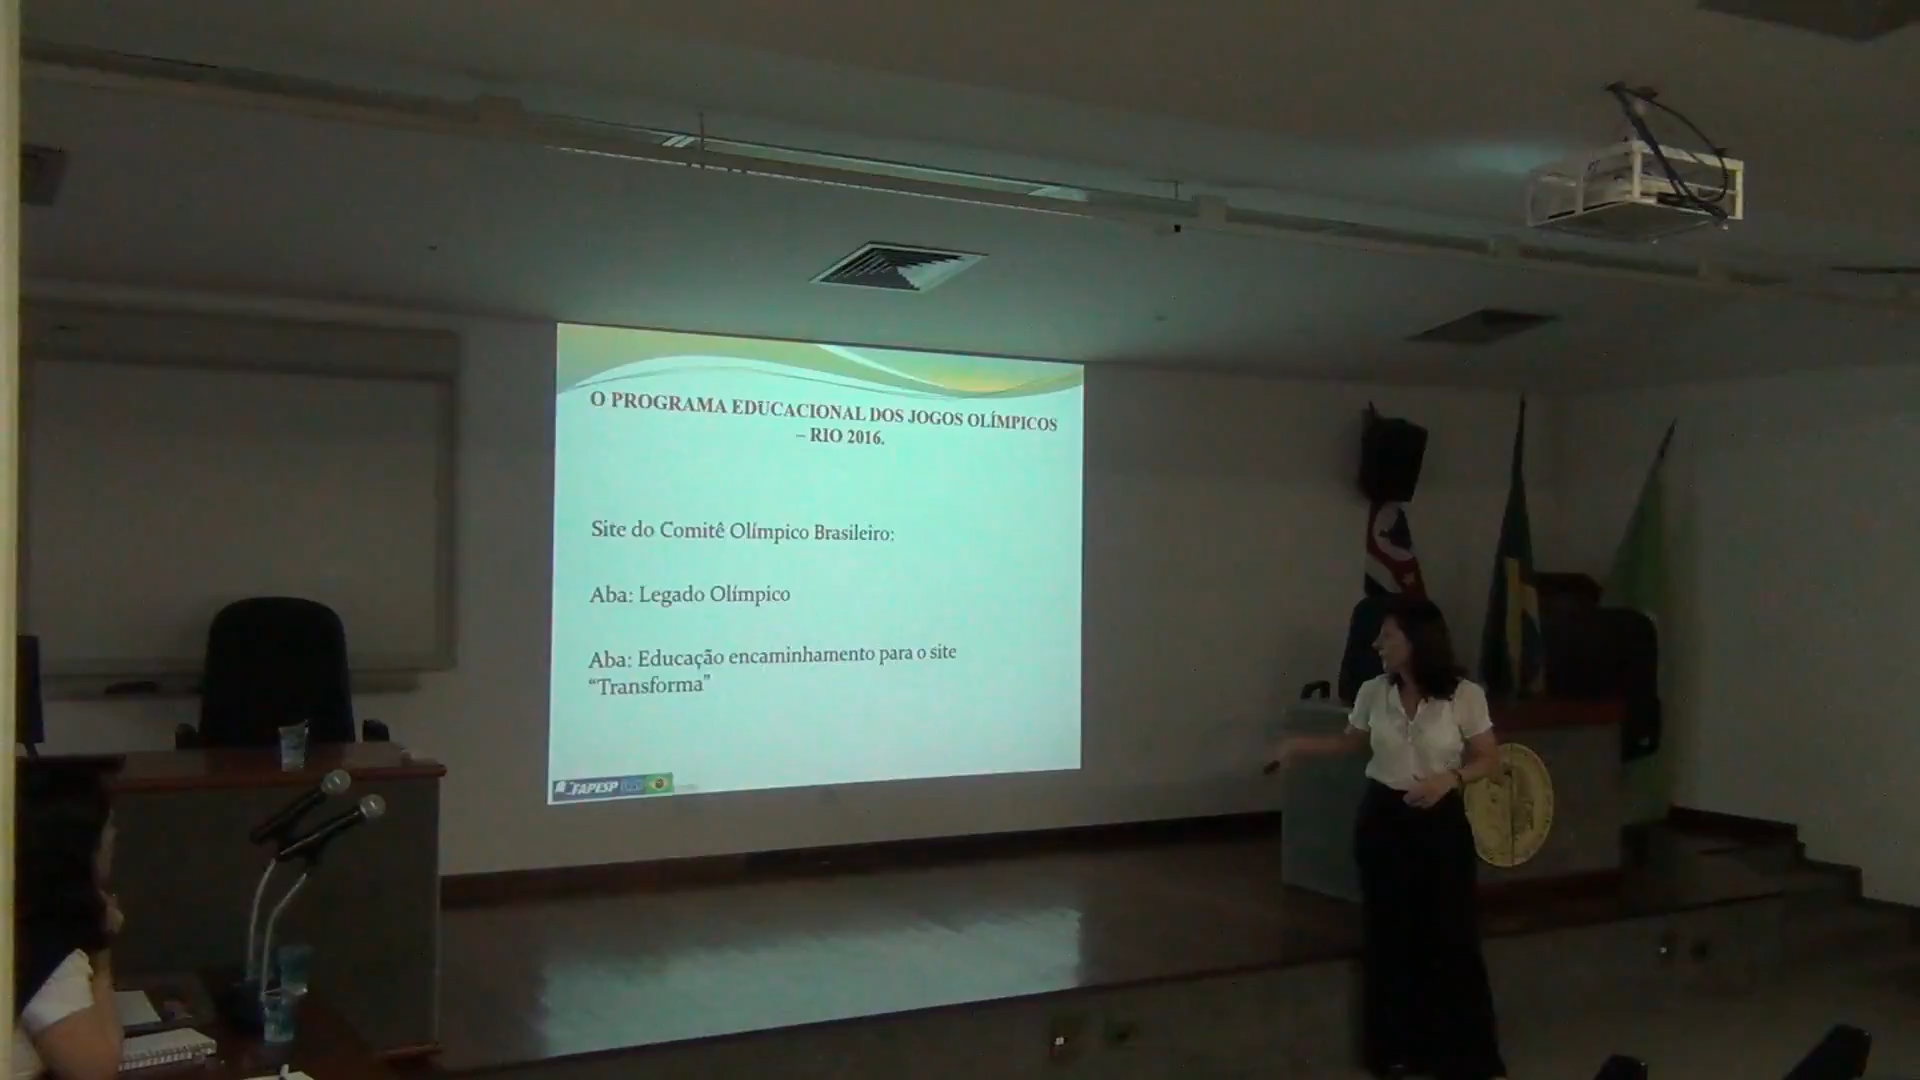 O PROGRAMA EDUCACIONAL DOS JOGOS OLÍMPICOS
– RIO 2016.
Site do Comitê Olímpico Brasileiro:
Aba: Legado Olímpico
Aba: Educação encaminhamento para o site
“Transforma”
FAPESP